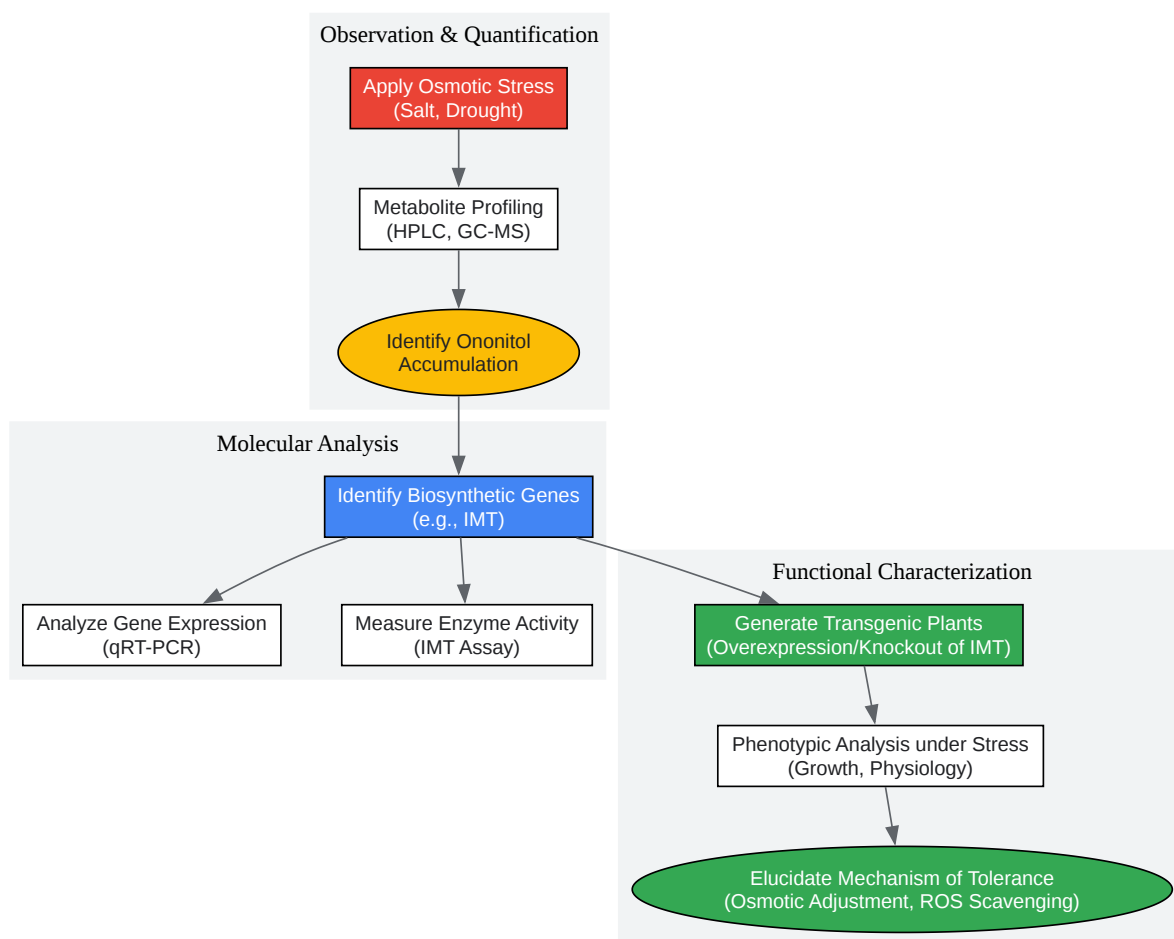 Observation & Quantification
Apply Osmotic Stress
(Salt, Drought)
Metabolite Profiling
(HPLC, GC-MS)
Identify Ononitol
Accumulation
Molecular Analysis
Identify Biosynthetic Genes
(e.g., IMT)
Analyze Gene Expression
(qRT-PCR)
Measure Enzyme Activity
(IMT Assay)
Functional Characterization
Generate Transgenic Plants
(Overexpression/Knockout of IMT)
Phenotypic Analysis under Stress
(Growth, Physiology)
Elucidate Mechanism of Tolerance
(Osmotic Adjustment, ROS Scavenging)